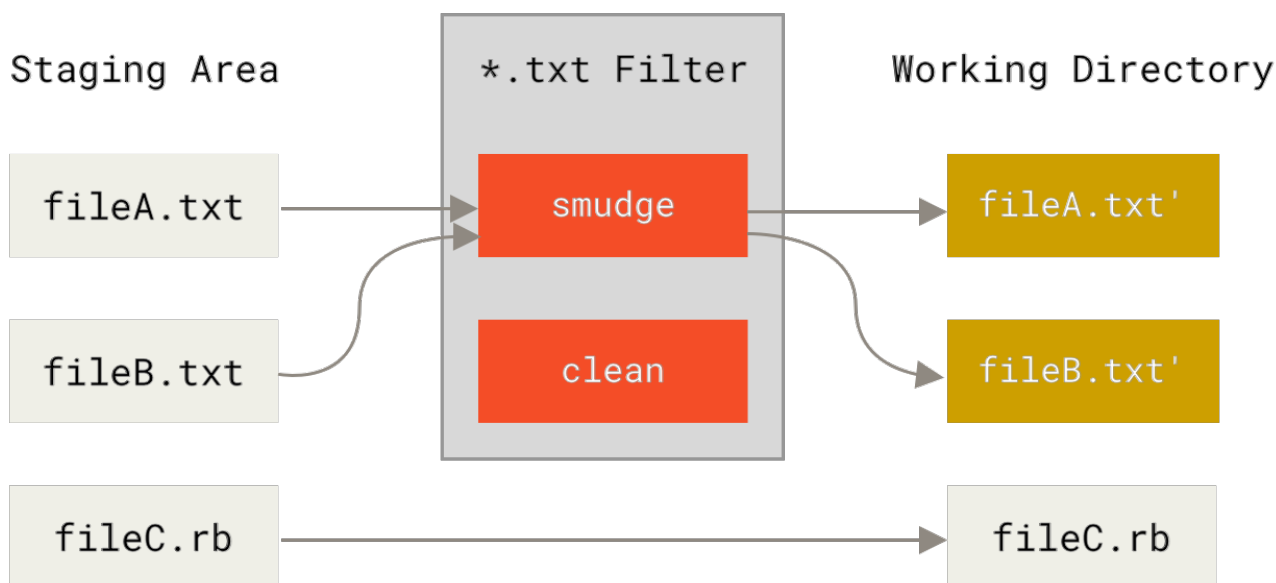 Staging Area
*.txt Filter
Working Directory
fileA.txt
smudge
fileA.txt'
fileB.txt
clean
fileB.txt'
fileC.rb
fileC.rb